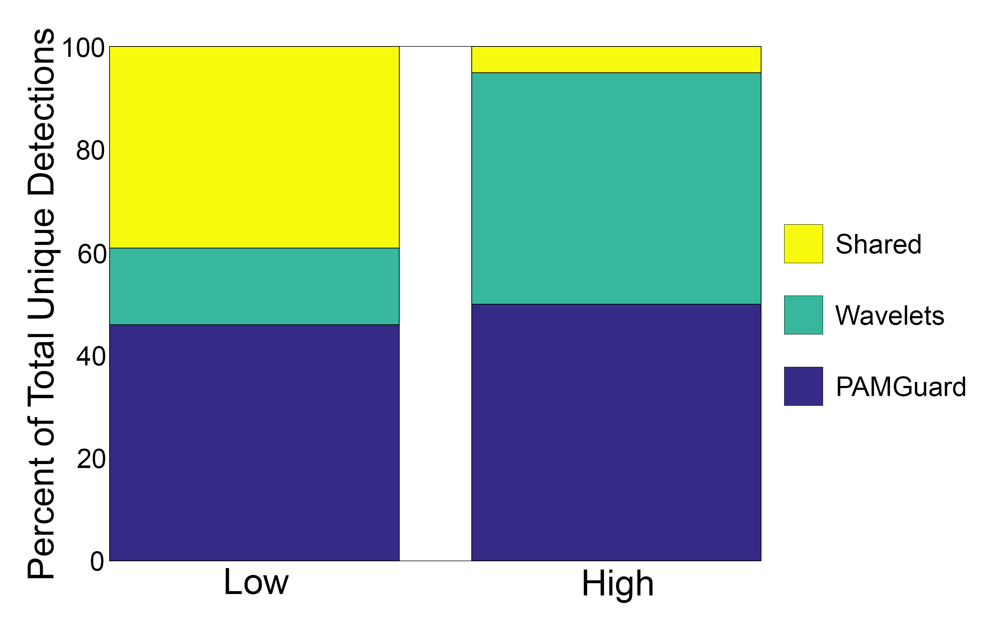 Percent of Total Unique Detections
100
80
60
40
20
0
Low
High
Shared
Wavelets
PAMGuard